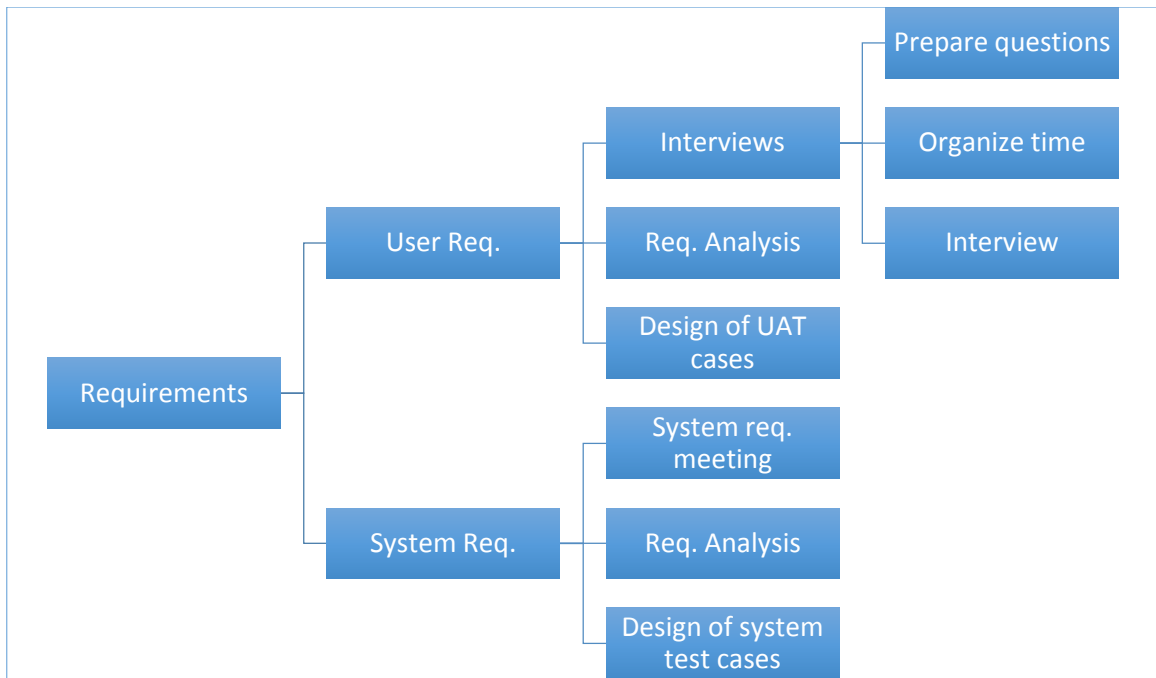 Prepare questions
Interviews
Organize time
User Req.
Req. Analysis
Interview
Design of UAT
cases
Requirements
System req.
meeting
System Req.
Req. Analysis
Design of system
test cases